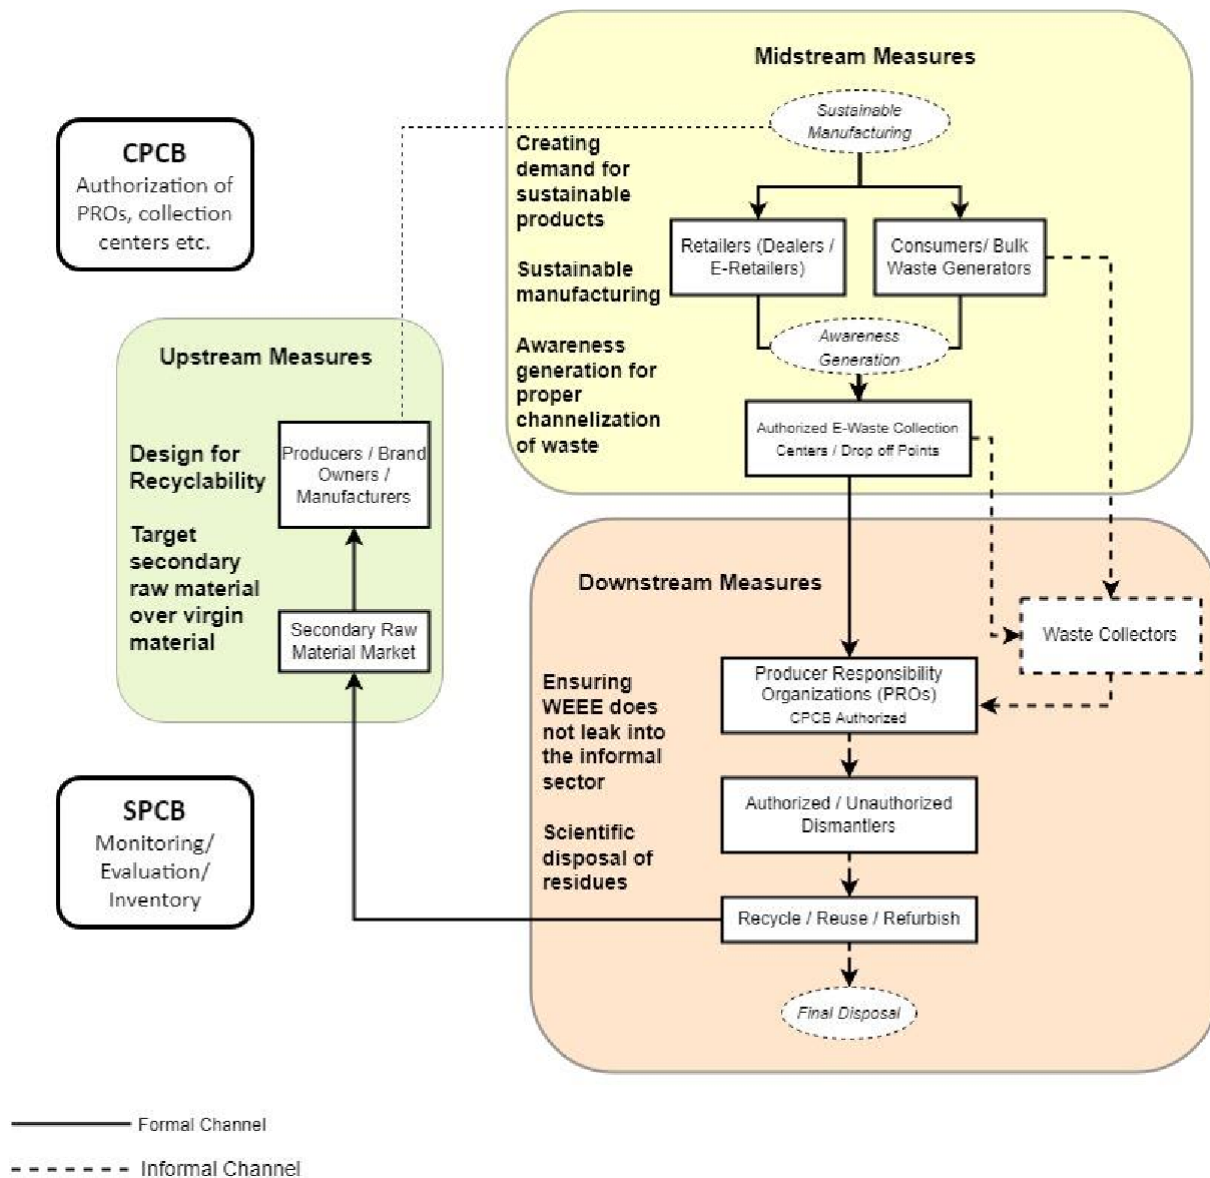 Midstream Measures
Sustainable
Manufacturing
CPCB
Authorization of
PROs, collection
centers etc.
Creating
demand for
sustainable
products
Sustainable
manufacturing
Awareness
generation for
proper
channelization
of waste
Retailers (Dealers /
E-Retailers)
Consumers/ Bulk
Waste Generators
Awareness
Generation
Authorized E-Waste Collection
Centers / Drop off Points
Upstream Measures
Design for
Recyclability
Target
secondary
raw material
over virgin
material
Producers / Brand
Owners /
Manufacturers
Secondary Raw
Material Market
Downstream Measures
Waste Collectors
Ensuring
WEEE does
not leak into
the informal
sector
Scientific
disposal of
residues
Producer Responsibility
Organizations (PROs)
CPCB Authorized
Authorized / Unauthorized
Dismantlers
Recycle / Reuse / Refurbish
Final Disposal
SPCB
Monitoring/
Evaluation/
Inventory
Formal Channel
Informal Channel